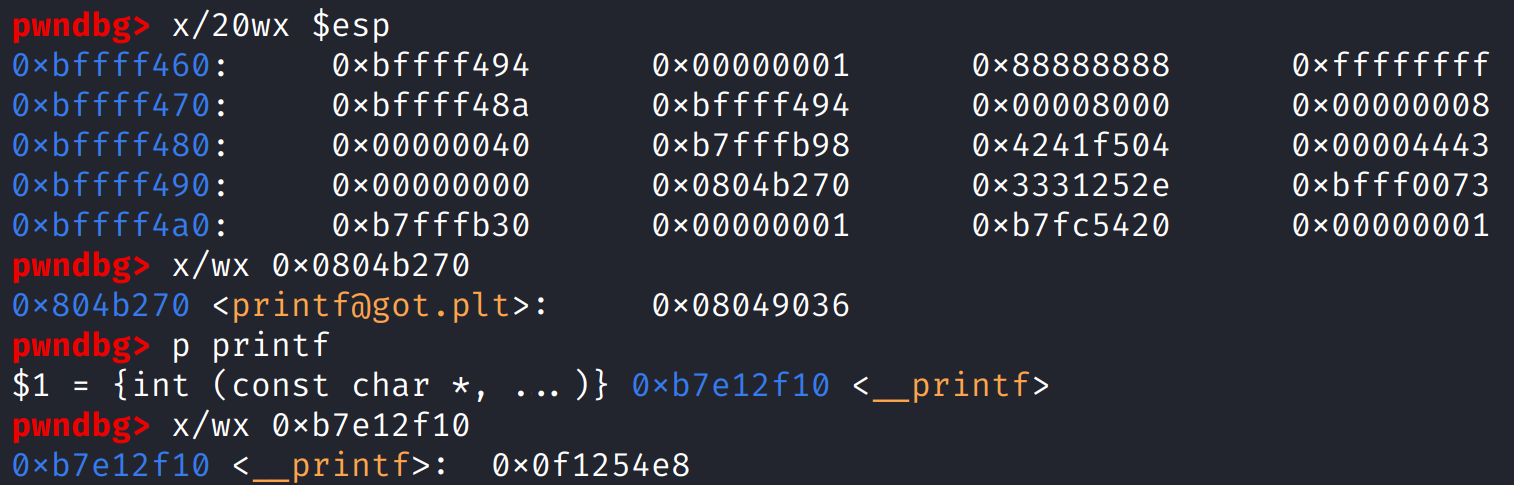 pwndbg> x/20wx $esp
0xbffff460: 0xbffff494 0x00000001 0x88888888 0xffffffff
0xbffff470: 0xbffff48a 0xbffff494 0x00008000 0x00000008
0xbffff480: 0x00000040 0xb7fffb98 0x4241f504 0x00004443
0xbffff490: 0x00000000 0x0804b270 0x3331252e 0xbfff0073
0xbffff4a0: 0xb7fffb30 0x00000001 0xb7fc5420 0x00000001
pwndbg> x/wx 0x0804b270
0x804b270 <printf@got.plt>: 0x08049036
pwndbg> p printf
$1 = {int (const char *, ...)} 0xb7e12f10 <__printf>
pwndbg> x/wx 0xb7e12f10
0xb7e12f10 <__printf>: 0x0f1254e8